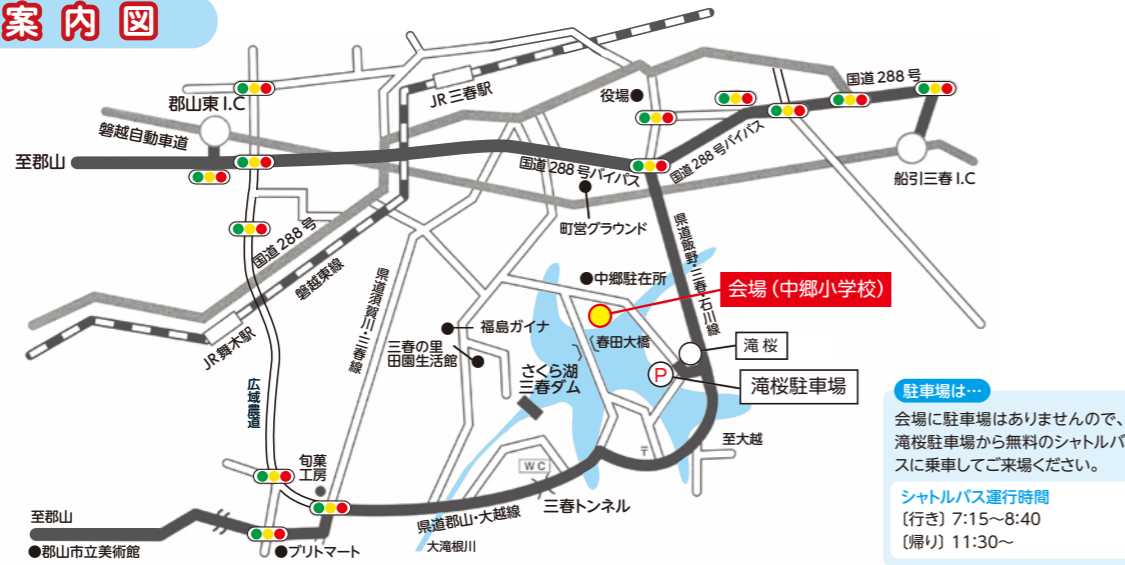 案内図
郡山東I.C
磐越自動車道
至郡山
JR三春駅
役場
国道288号
国道288号バイパス
国道288号バイパス
船引三春I.C
町営グラウンド
国道288号
磐越東線
JR舞木駅
県道須賀川・三春線
県道飯野・三春・石川線
中郷駐在所
会場(中郷小学校)
春田大橋
滝桜
P
滝桜駐車場
福島ガイナ
三春の里
田園生活館
さくら湖
三春ダム
広域農道
至大越
〒
旬菓
工房
WC
三春トンネル
県道郡山・大越線
大滝根川
至郡山
郡山市立美術館
ブリトマート
駐車場は…
会場に駐車場はありませんので、
滝桜駐車場から無料のシャトルバ
スに乗車してご来場ください。
シャトルバス運行時間
〔行き〕7:15〜8:40
〔帰り〕11:30〜